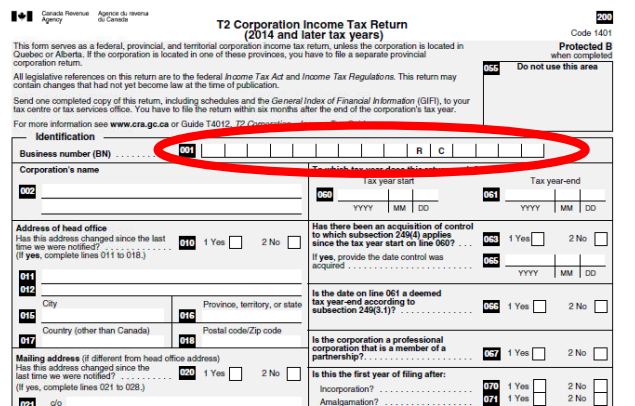 Canada Revenue Agency
Agence du revenu du Canada
200
T2 Corporation Income Tax Return
(2014 and later tax years)
Code 1401
Protected B
when completed
This form serves as a federal, provincial, and territorial corporation income tax return, unless the corporation is located in
Quebec or Alberta. If the corporation is located in one of these provinces, you have to file a separate provincial
corporation return.
055 Do not use this area
All legislative references on this return are to the federal Income Tax Act and Income Tax Regulations. This return may
contain changes that had not yet become law at the time of publication.
Send one completed copy of this return, including schedules and the General Index of Financial Information (GIFI), to your
tax centre or tax services office. You have to file the return within six months after the end of the corporation's tax year.
For more information see www.cra.gc.ca or Guide T4012,
Identification
Business number (BN) . . . . . . . . . . 001 R C
Corporation's name
002
To which tax year does this return
Tax year start
060
YYYY MM DD
Tax year-end
061
YYYY MM DD
Address of head office
Has this address changed since the last
time we were notified? . . . . . . . . . . . 010 1 Yes 2 No
(If yes, complete lines 011 to 018.)
011
012
City
015
Province, territory, or state
016
Country (other than Canada)
017
Postal code/Zip code
018
Mailing address (if different from head office address)
Has this address changed since the
last time we were notified? . . . . . . . . . . 020 1 Yes 2 No
(If yes, complete lines 021 to 028.)
021 c/o
Has there been an acquisition of control
to which subsection 249(4) applies
since the tax year start on line 060? . . . 063 1 Yes 2 No
If yes, provide the date control was
acquired . . . . . . . . . . . . . . . . . . 065
YYYY MM DD
Is the date on line 061 a deemed
tax year-end according to
subsection 249(3.1)? . . . . . . . . . . . . 066 1 Yes 2 No
Is the corporation a professional
corporation that is a member of a
partnership? . . . . . . . . . . . . . . . . 067 1 Yes 2 No
Is this the first year of filing after:
Incorporation? . . . . . . . . . . . . . . 070 1 Yes 2 No
Amalgamation? . . . . . . . . . . . . . . 071 1 Yes 2 No